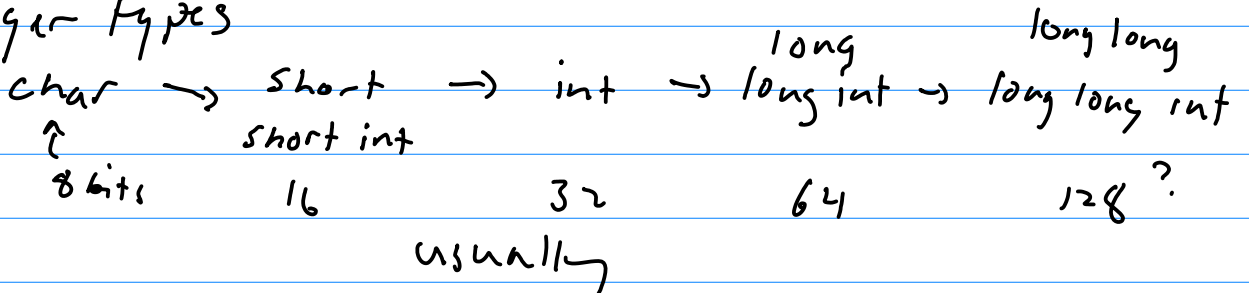 ger types
long long long
char → short → int → long int → long long int
↑ short int
8 bits 16 32 64 128 ?
usually